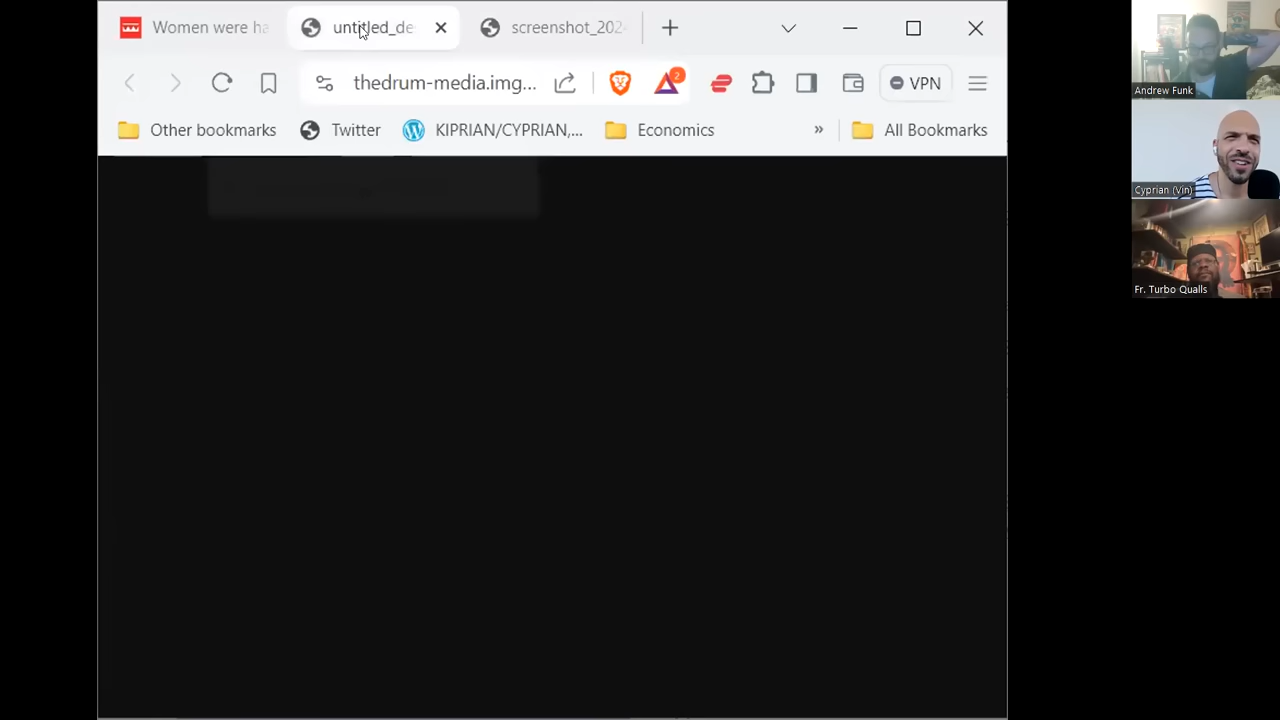 Women were ha
untitled_de
screenshot_202
thedrum-media.img...
2
VPN
Other bookmarks
Twitter
KIPRIAN/CYPRIAN,...
Economics
»
All Bookmarks
Andrew Funk
Cyprian (Vin)
Fr. Turbo Qualls